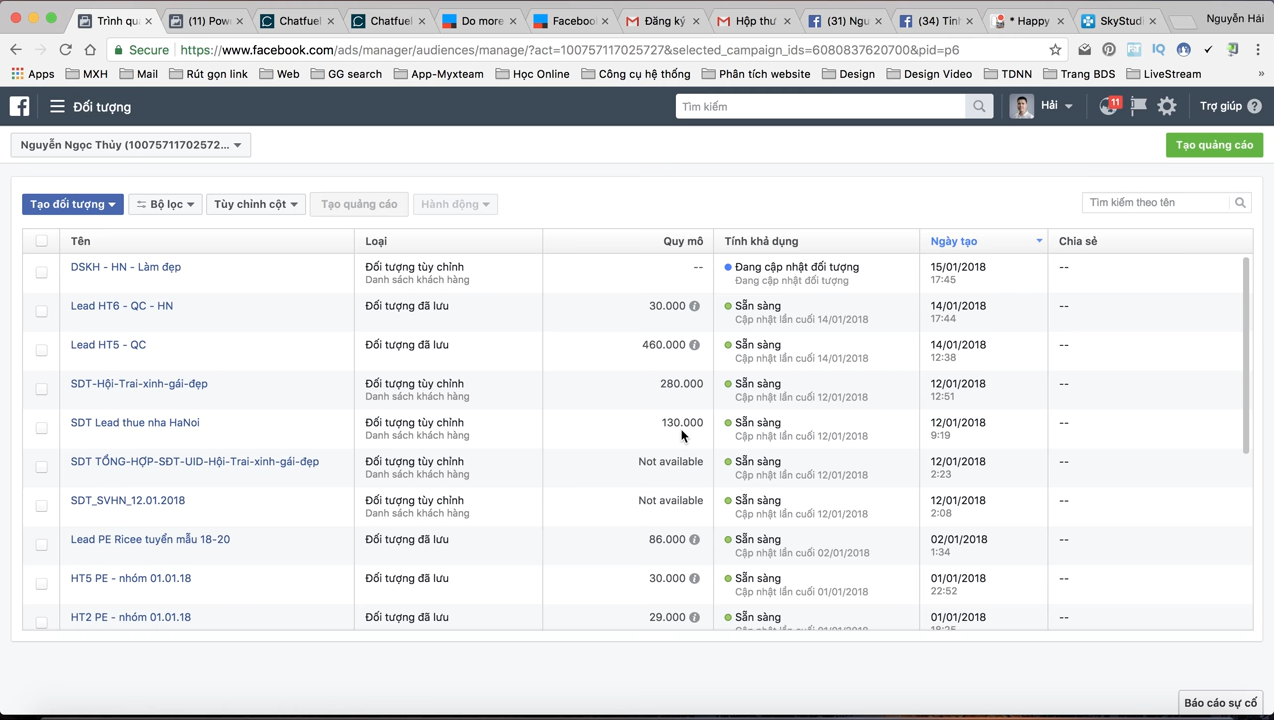 Trình qu
(11) Pow
Chatfuel
Chatfuel
Do more
Facebook
Đăng ký
Hộp thư
(31) Ngu
(34) Tinh
* Happy
SkyStudi
Nguyễn Hải
Secure https://www.facebook.com/ads/manager/audiences/manage/?act=100757117025727&selected_campaign_ids=6080837620700&pid=p6
Apps MXH Mail Rút gọn link Web GG search App-Myxteam Học Online Công cụ hệ thống Phân tích website Design Design Video TDNN Trang BDS LiveStream »
Đối tượng
Tìm kiếm
Hải
11
Trợ giúp
Nguyễn Ngọc Thủy (10075711702572...
Tạo quảng cáo
Tạo đối tượng
Bộ lọc
Tùy chỉnh cột
Tạo quảng cáo
Hành động
Tìm kiếm theo tên
Tên Loại Quy mô Tính khả dụng Ngày tạo Chia sẻ
DSKH - HN - Làm đẹp Đối tượng tùy chỉnh -- Đang cập nhật đối tượng 15/01/2018 --
Danh sách khách hàng Đang cập nhật đối tượng 17:45
Lead HT6 - QC - HN Đối tượng đã lưu 30.000 Sẵn sàng 14/01/2018 --
Cập nhật lần cuối 14/01/2018 17:44
Lead HT5 - QC Đối tượng đã lưu 460.000 Sẵn sàng 14/01/2018 --
Cập nhật lần cuối 14/01/2018 12:38
SDT-Hội-Trai-xinh-gái-đẹp Đối tượng tùy chỉnh 280.000 Sẵn sàng 12/01/2018 --
Danh sách khách hàng Cập nhật lần cuối 12/01/2018 12:51
SDT Lead thue nha HaNoi Đối tượng tùy chỉnh 130.000 Sẵn sàng 12/01/2018 --
Danh sách khách hàng Cập nhật lần cuối 12/01/2018 9:19
SDT TỔNG-HỢP-SĐT-UID-Hội-Trai-xinh-gái-đẹp Đối tượng tùy chỉnh Not available Sẵn sàng 12/01/2018 --
Danh sách khách hàng Cập nhật lần cuối 12/01/2018 2:23
SDT_SVHN_12.01.2018 Đối tượng tùy chỉnh Not available Sẵn sàng 12/01/2018 --
Danh sách khách hàng Cập nhật lần cuối 12/01/2018 2:08
Lead PE Ricee tuyển mẫu 18-20 Đối tượng đã lưu 86.000 Sẵn sàng 02/01/2018 --
Cập nhật lần cuối 02/01/2018 1:34
HT5 PE - nhóm 01.01.18 Đối tượng đã lưu 30.000 Sẵn sàng 01/01/2018 --
Cập nhật lần cuối 01/01/2018 22:52
HT2 PE - nhóm 01.01.18 Đối tượng đã lưu 29.000 Sẵn sàng 01/01/2018 --
Cập nhật lần cuối 01/01/2018
Báo cáo sự cố